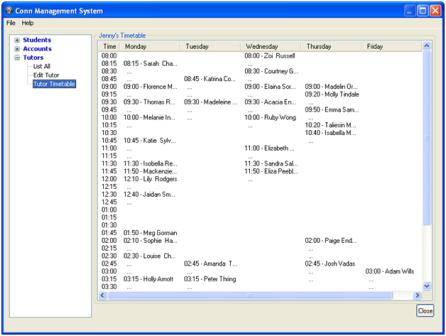 Conn Management System
File Help
Students
Accounts
Tutors
List All
Edit Tutor
Tutor Timetable
Jenny's Timetable
Time Monday Tuesday Wednesday Thursday Friday
08:00 08:00 - Zoi Russell
08:15 08:15 - Sarah Cha... ...
08:30 ... 08:30 - Courtney G...
08:45 08:45 - Katrina Co... ...
09:00 09:00 - Florence M... ... 09:00 - Elaina Sor... 09:00 - Madelin Or...
09:15 ... ... 09:20 - Molly Tindale
09:30 09:30 - Thomas R... 09:30 - Madeleine ... 09:30 - Acacia En... ...
09:45 ... ... ... 09:50 - Emma Sam...
10:00 10:00 - Melanie In... 10:00 - Ruby Wong ...
10:15 ... ... 10:20 - Taliesin M...
10:30 10:40 - Isabella M...
10:45 10:45 - Katie Sylv... ...
11:00 ... 11:00 - Elizabeth ...
11:15 ... ...
11:30 11:30 - Isobella Re... 11:30 - Sandra Sal...
11:45 11:50 - Mackenzie... 11:50 - Eliza Peebl...
12:00 12:10 - Lily Rodgers ...
12:15 ...
12:30 12:40 - Jaidan Sm...
12:45 ...
01:00
01:15
01:30
01:45 01:50 - Meg Gorman
02:00 02:10 - Sophie Ha... 02:00 - Paige End...
02:15 ... ...
02:30 02:30 - Louise Ch... ...
02:45 ... 02:45 - Amanda T... 02:45 - Josh Vadas
03:00 ... ... ... 03:00 - Adam Wills
03:15 03:15 - Holly Amott 03:15 - Peter Thring ... ...
03:30 ... ... ...
Close